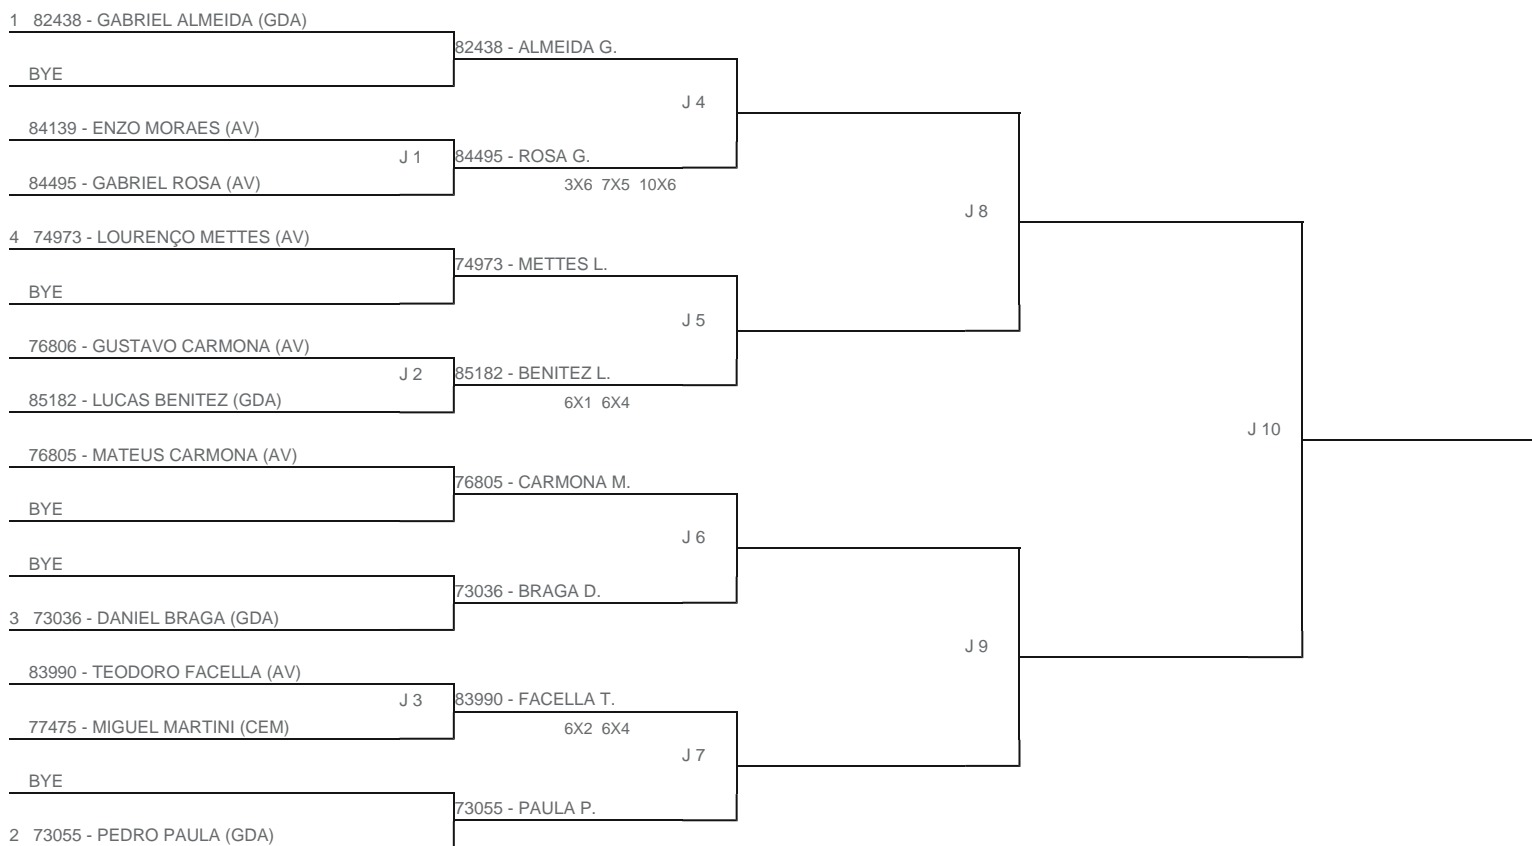 1 82438 - GABRIEL ALMEIDA (GDA)
82438 - ALMEIDA G.
BYE
J 4
84139 - ENZO MORAES (AV)
J 1
84495 - ROSA G.
84495 - GABRIEL ROSA (AV)
3X6 7X5 10X6
J 8
4 74973 - LOURENÇO METTES (AV)
74973 - METTES L.
BYE
J 5
76806 - GUSTAVO CARMONA (AV)
J 2
85182 - BENITEZ L.
85182 - LUCAS BENITEZ (GDA)
6X1 6X4
J 10
76805 - MATEUS CARMONA (AV)
76805 - CARMONA M.
BYE
J 6
BYE
73036 - BRAGA D.
3 73036 - DANIEL BRAGA (GDA)
J 9
83990 - TEODORO FACELLA (AV)
J 3
83990 - FACELLA T.
77475 - MIGUEL MARTINI (CEM)
6X2 6X4
J 7
BYE
73055 - PAULA P.
2 73055 - PEDRO PAULA (GDA)